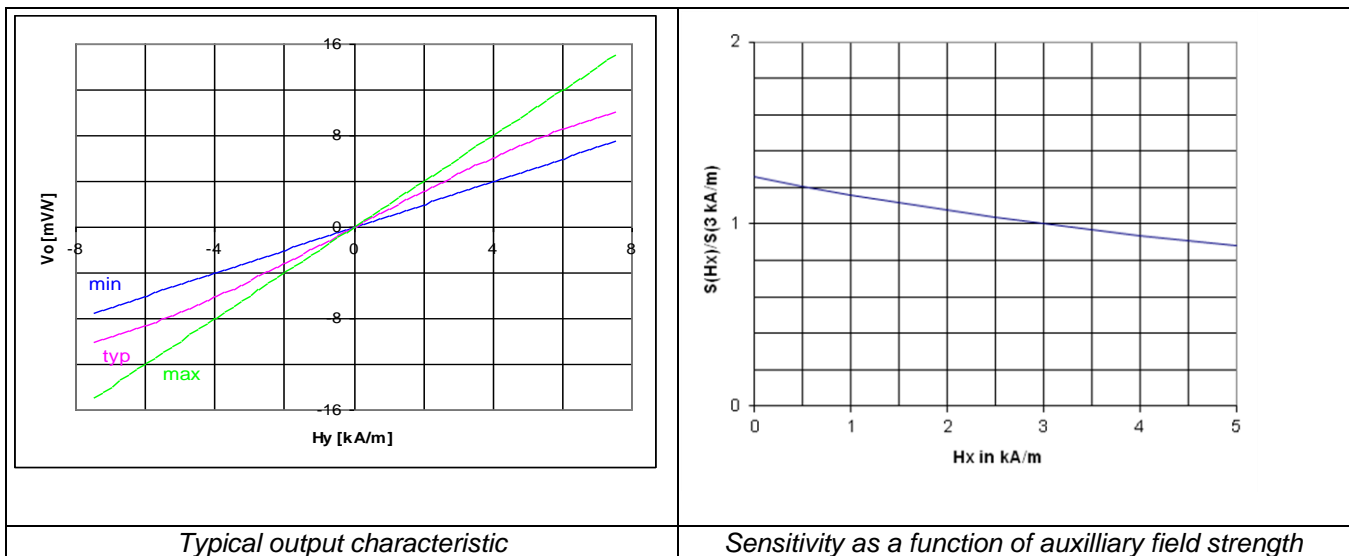 16
8
0
-8
-16
-8
-4
0
4
8
Vo [mV/V]
Hy [kA/m]
min
typ
max
Typical output characteristic
2
1
0
0
1
2
3
4
5
S(Hx)/S(3 kA/m)
Hx in kA/m
Sensitivity as a function of auxilliary field strength